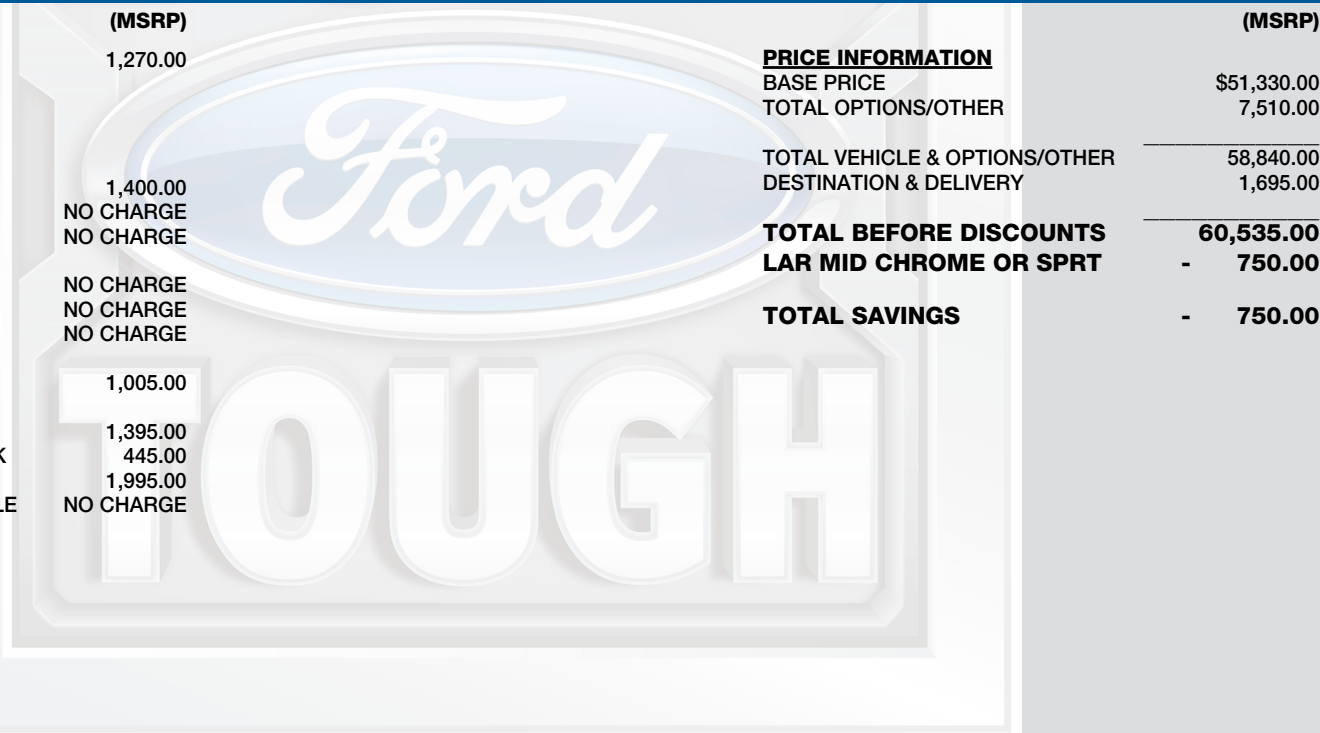 (MSRP)
1,270.00
1,400.00
NO CHARGE
NO CHARGE
NO CHARGE
NO CHARGE
NO CHARGE
1,005.00
1,395.00
K 445.00
1,995.00
LE NO CHARGE
Ford
TOUGH
(MSRP)
PRICE INFORMATION
BASE PRICE $51,330.00
TOTAL OPTIONS/OTHER 7,510.00
TOTAL VEHICLE & OPTIONS/OTHER 58,840.00
DESTINATION & DELIVERY 1,695.00
TOTAL BEFORE DISCOUNTS 60,535.00
LAR MID CHROME OR SPRT - 750.00
TOTAL SAVINGS - 750.00